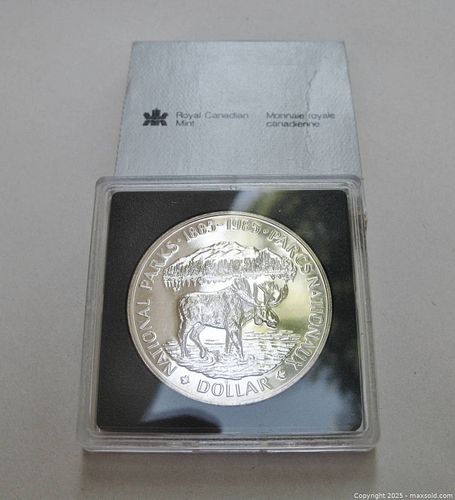 Royal Canadian Mint
Monnaie royale canadienne
NATIONAL PARKS · 1885-1985 · PARCS NATIONAUX
DOLLAR
Copyright 2025 - maxsold.com